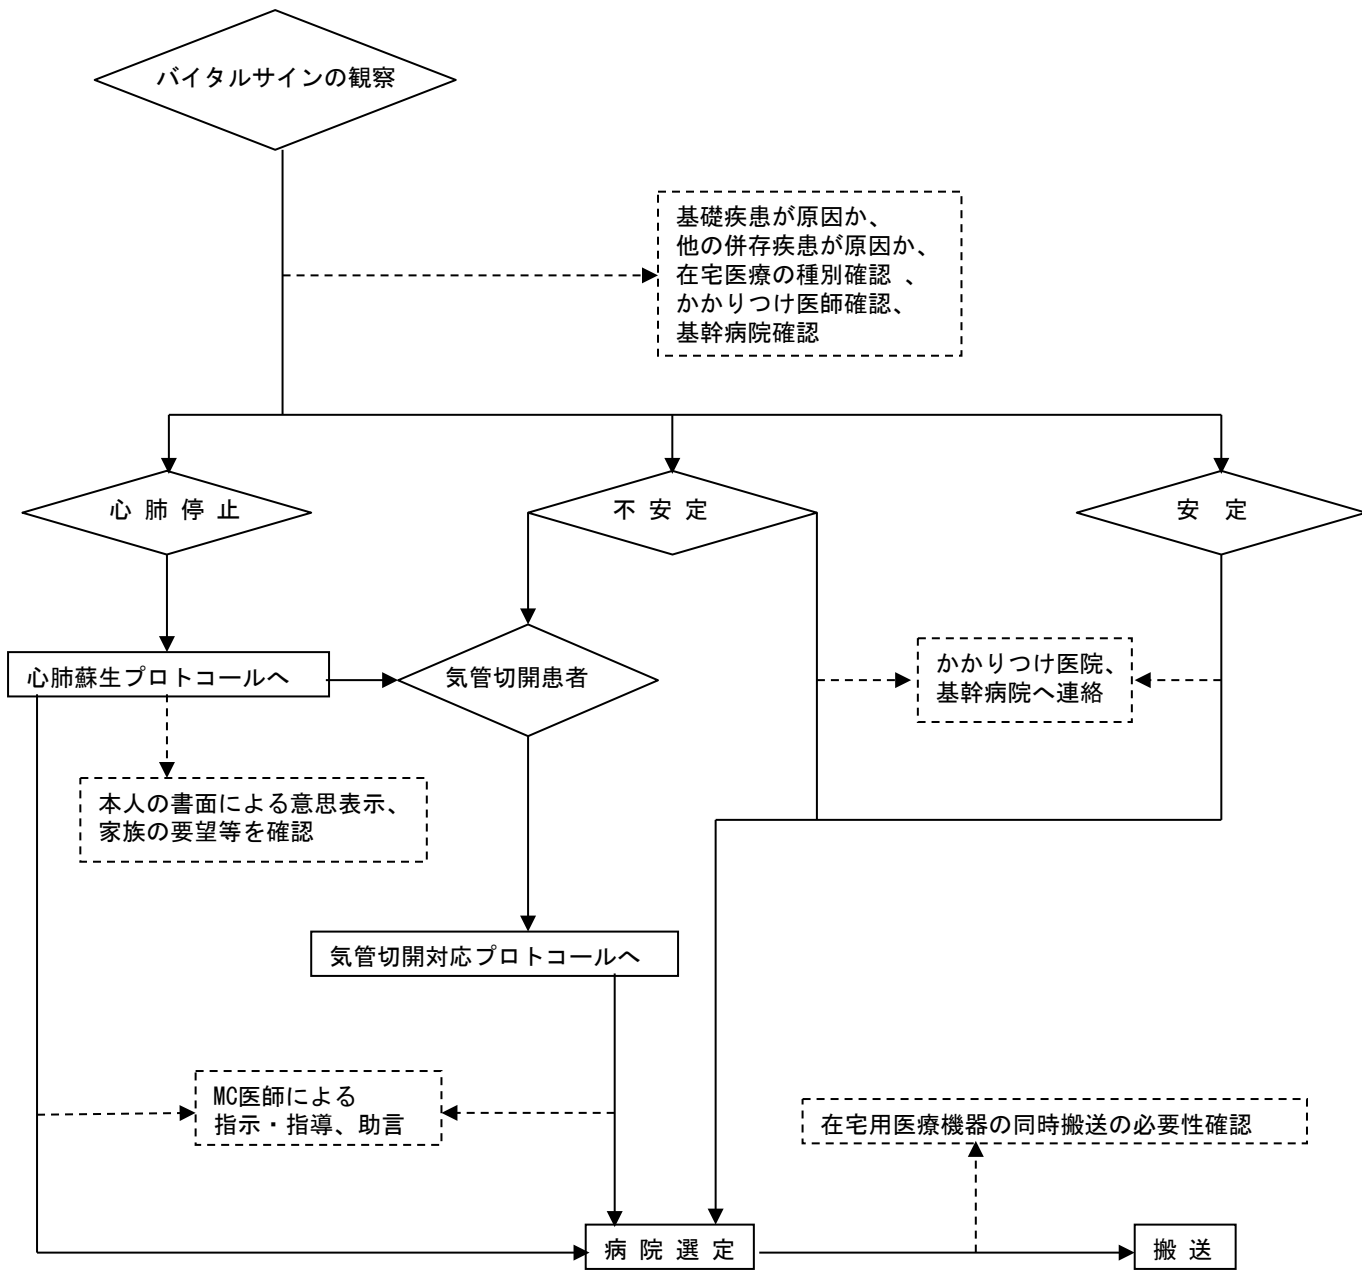 バイタルサインの観察
基礎疾患が原因か、
他の併存疾患が原因か、
在宅医療の種別確認 、
かかりつけ医師確認、
基幹病院確認
心 肺 停 止
不 安 定
安 定
心肺蘇生プロトコールへ
気管切開患者
かかりつけ医院、
基幹病院へ連絡
本人の書面による意思表示、
家族の要望等を確認
気管切開対応プロトコールへ
MC医師による
指示・指導、助言
在宅用医療機器の同時搬送の必要性確認
病 院 選 定
搬 送